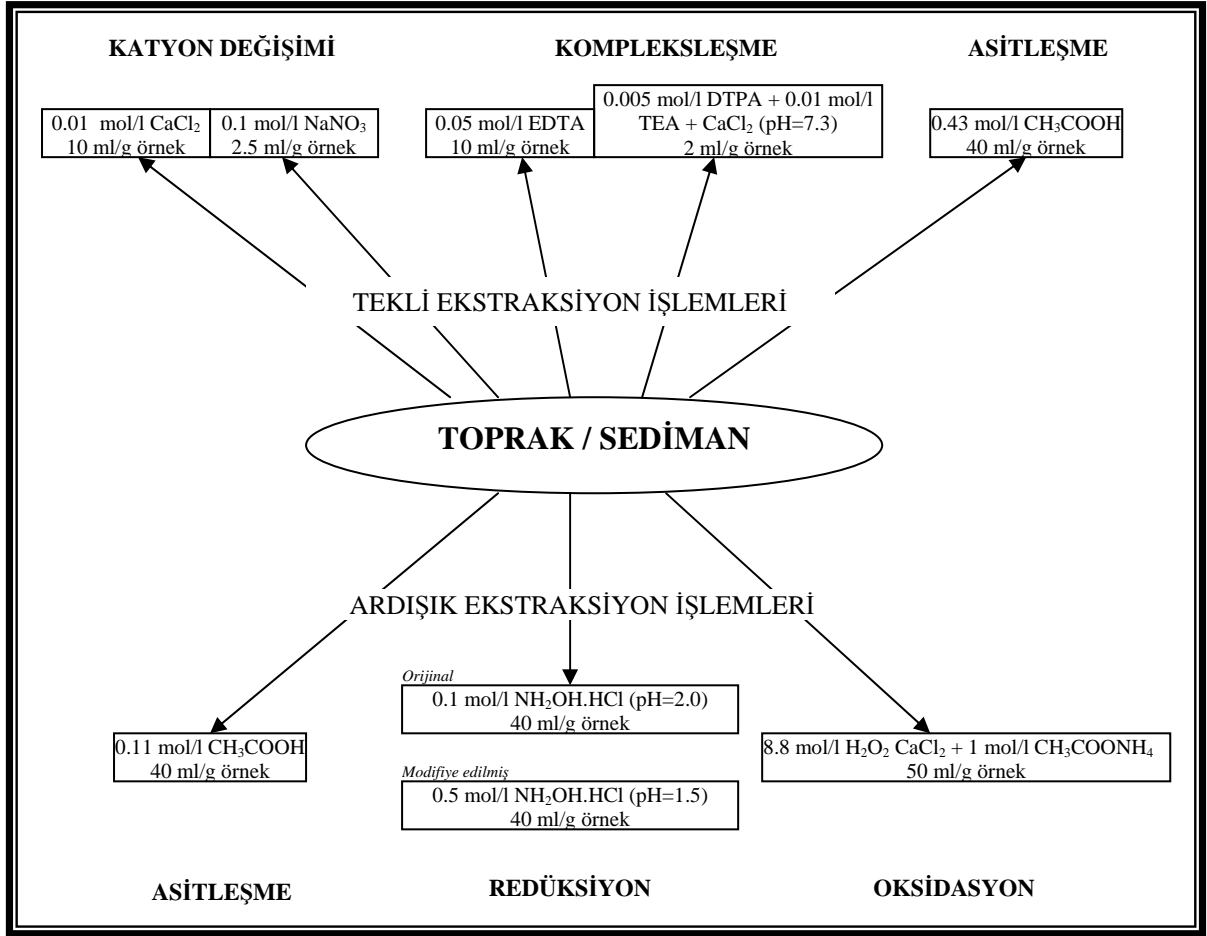 KATYON DEĞİŞİMİ
KOMPLEKSLEŞME
ASİTLEŞME
0.01 mol/l CaCl₂
10 ml/g örnek
0.1 mol/l NaNO₃
2.5 ml/g örnek
0.05 mol/l EDTA
10 ml/g örnek
0.005 mol/l DTPA + 0.01 mol/l
TEA + CaCl₂ (pH=7.3)
2 ml/g örnek
0.43 mol/l CH₃COOH
40 ml/g örnek
TEKLİ EKSTRAKSİYON İŞLEMLERİ
TOPRAK / SEDİMAN
ARDIŞIK EKSTRAKSİYON İŞLEMLERİ
0.11 mol/l CH₃COOH
40 ml/g örnek
Orijinal
0.1 mol/l NH₂OH.HCl (pH=2.0)
40 ml/g örnek
Modifiye edilmiş
0.5 mol/l NH₂OH.HCl (pH=1.5)
40 ml/g örnek
8.8 mol/l H₂O₂ CaCl₂ + 1 mol/l CH₃COONH₄
50 ml/g örnek
ASİTLEŞME
REDÜKSİYON
OKSİDASYON